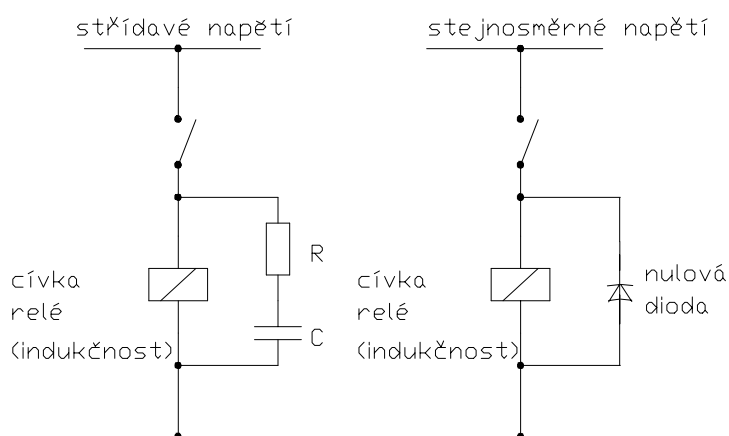 střídavé napětí
R
cívka
relé
(indukčnost)
C
stejnosměrné napětí
cívka
relé
(indukčnost)
nulová
dioda